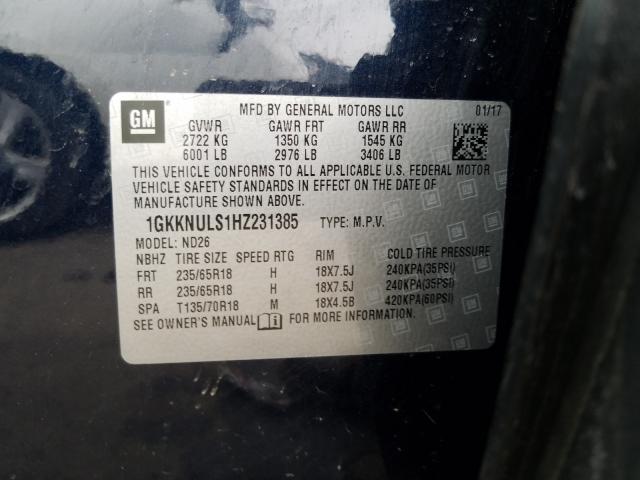 GM
MFD BY GENERAL MOTORS LLC 01/17
GVWR GAWR FRT GAWR RR
2722 KG 1350 KG 1545 KG
6001 LB 2976 LB 3406 LB
THIS VEHICLE CONFORMS TO ALL APPLICABLE U.S. FEDERAL MOTOR
VEHICLE SAFETY STANDARDS IN EFFECT ON THE DATE OF
MANUFACTURE SHOWN ABOVE.
1GKKNULS1HZ231385 TYPE: M.P.V.
MODEL: ND26
NBHZ TIRE SIZE SPEED RTG RIM COLD TIRE PRESSURE
FRT 235/65R18 H 18X7.5J 240KPA(35PSI)
RR 235/65R18 H 18X7.5J 240KPA(35PSI)
SPA T135/70R18 M 18X4.5B 420KPA(60PSI)
SEE OWNER'S MANUAL FOR MORE INFORMATION.